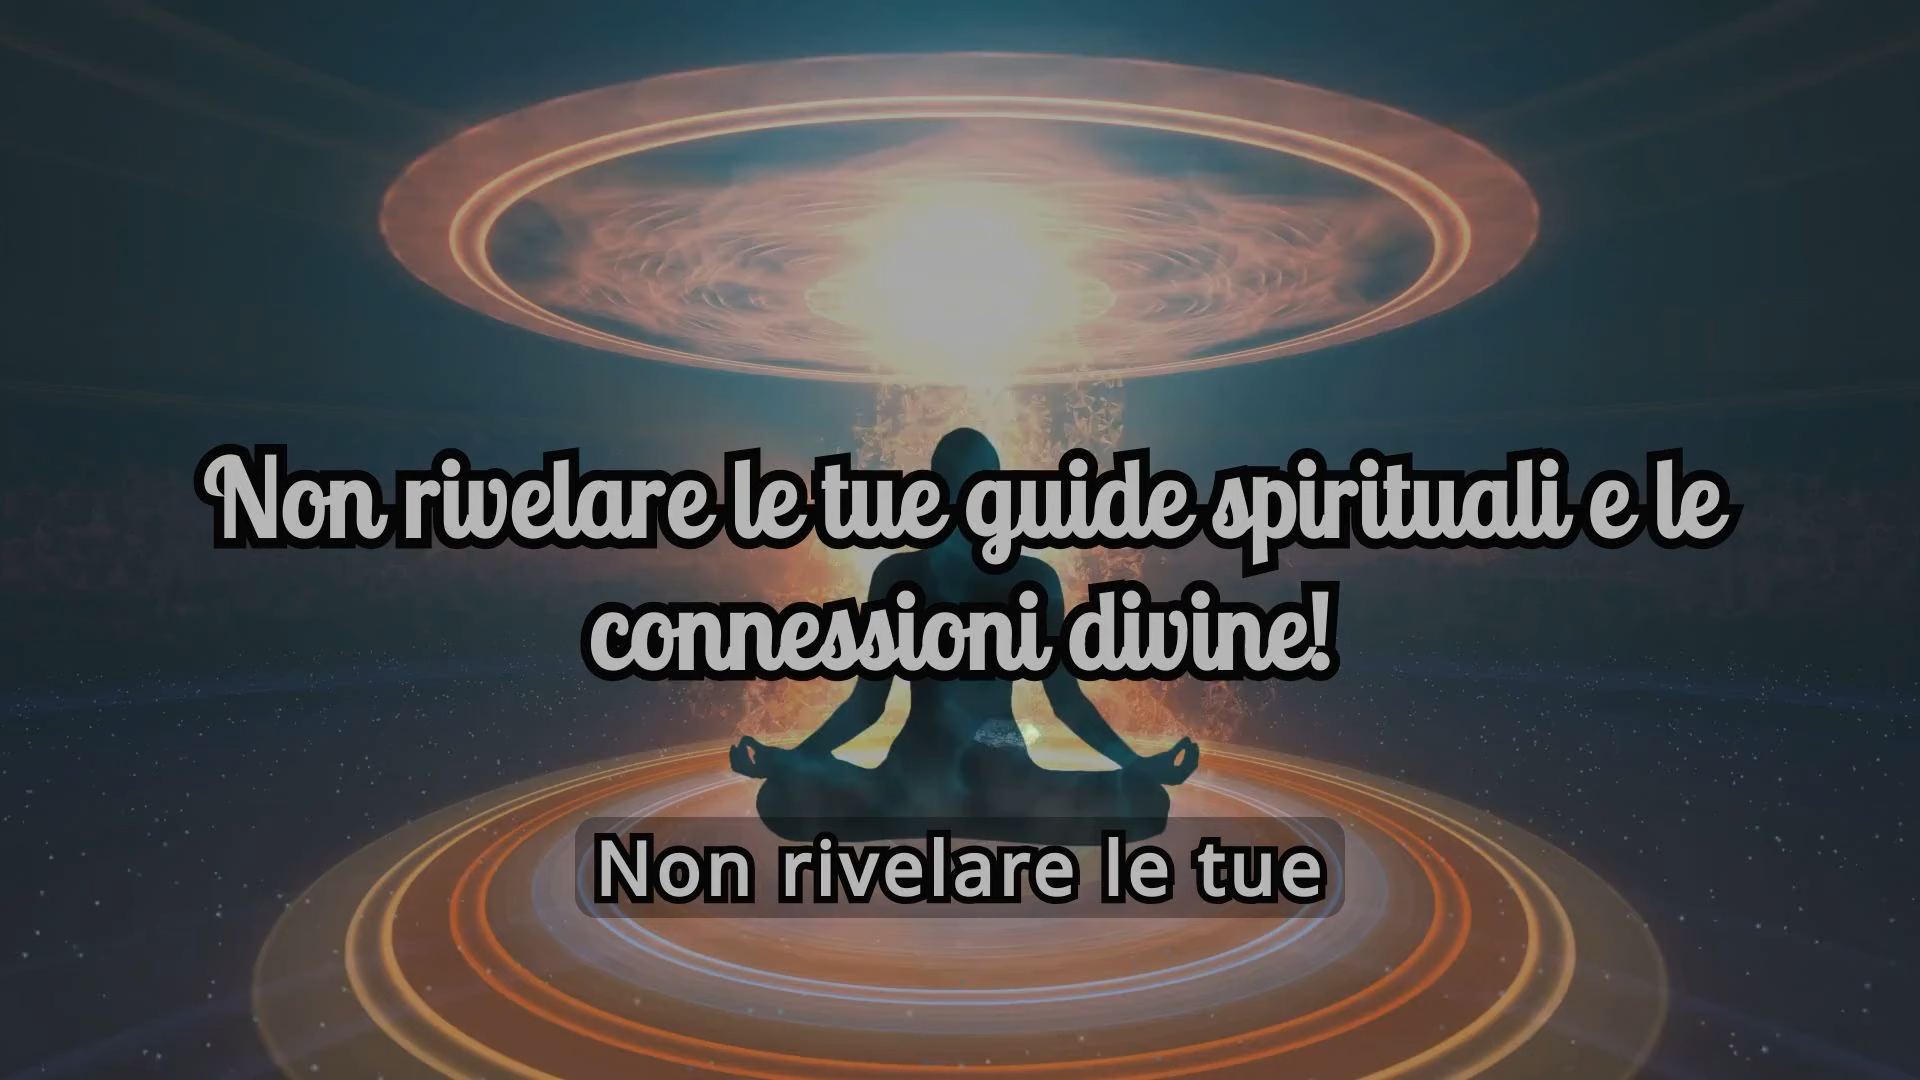 Non rivelare le tue guide spirituali e le
connessioni divine!
Non rivelare le tue